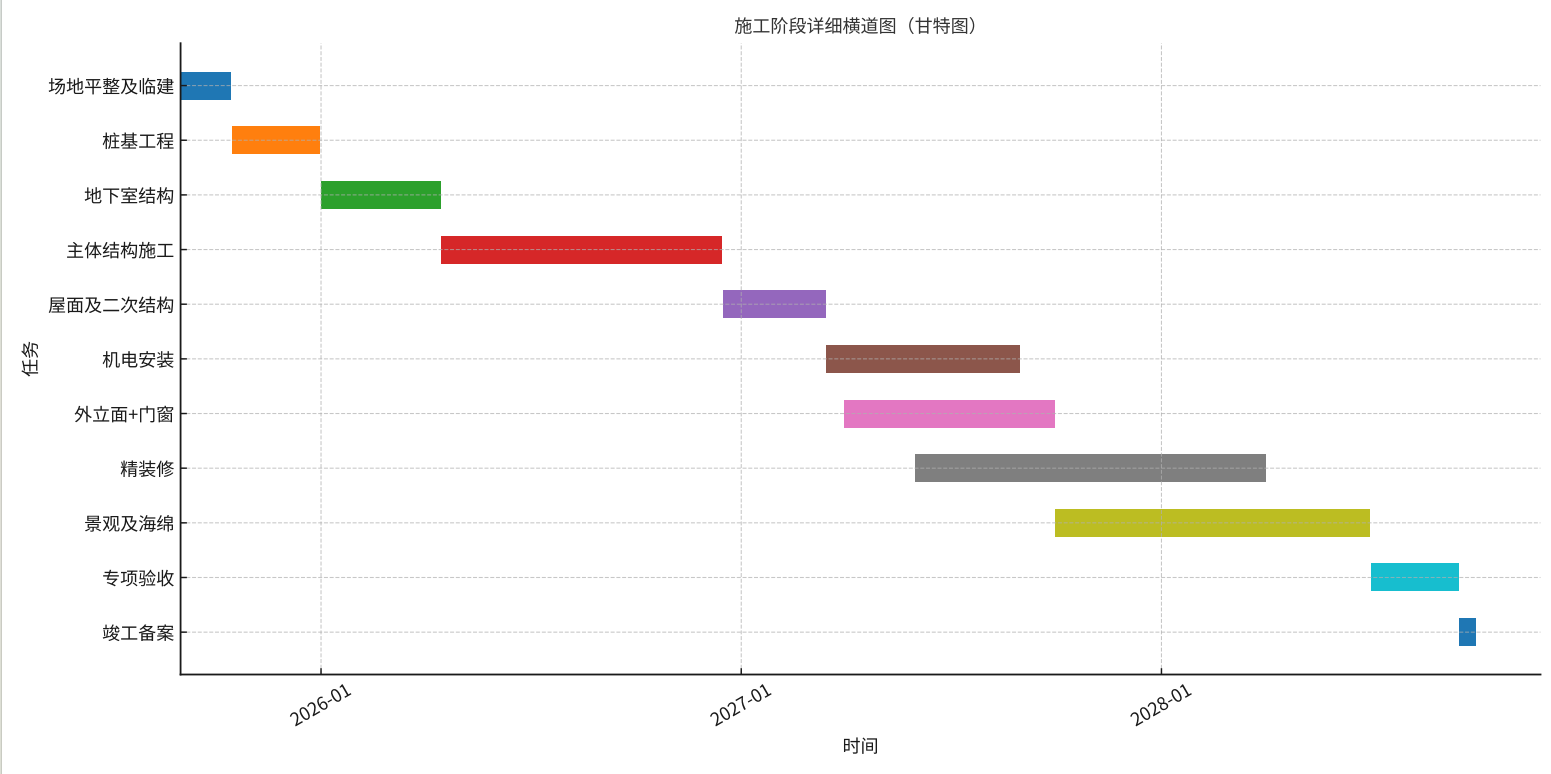 施工阶段详细横道图（甘特图）
场地平整及临建
桩基工程
地下室结构
主体结构施工
屋面及二次结构
机电安装
外立面+门窗
精装修
景观及海绵
专项验收
竣工备案
任务
2026-01
2027-01
2028-01
时间